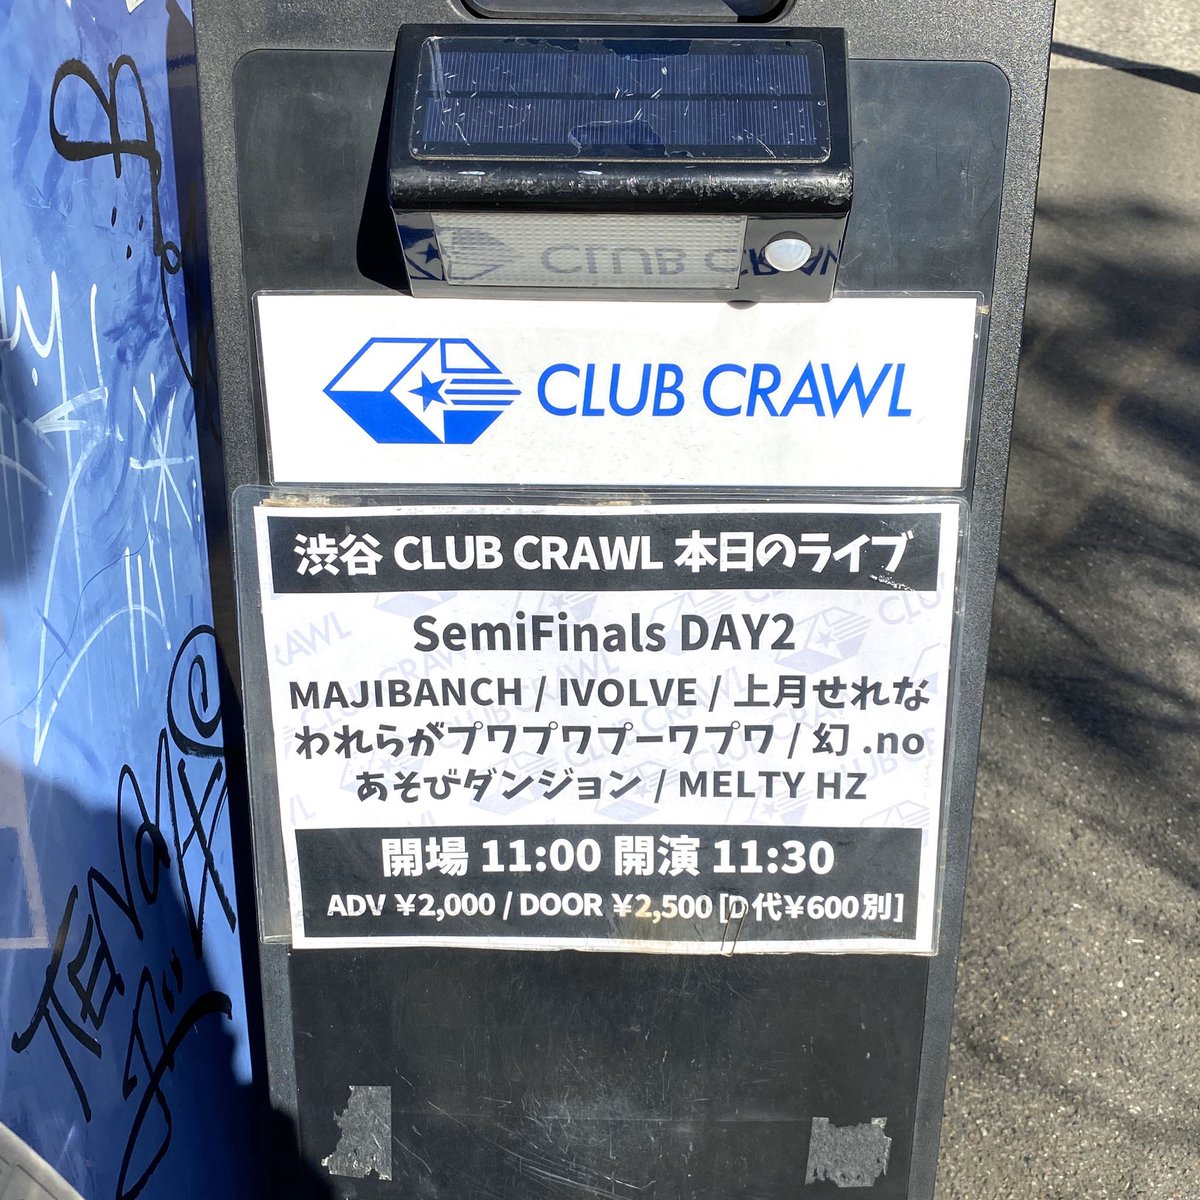 CLUB CRAWL
渋谷 CLUB CRAWL 本日のライブ
SemiFinals DAY2
MAJIBANCH / IVOLVE / 上月せれな
われらがプワプワプーワプワ / 幻.no
あそびダンジョン / MELTY HZ
開場 11:00 開演 11:30
ADV ¥2,000 / DOOR ¥2,500 [D代¥600別]